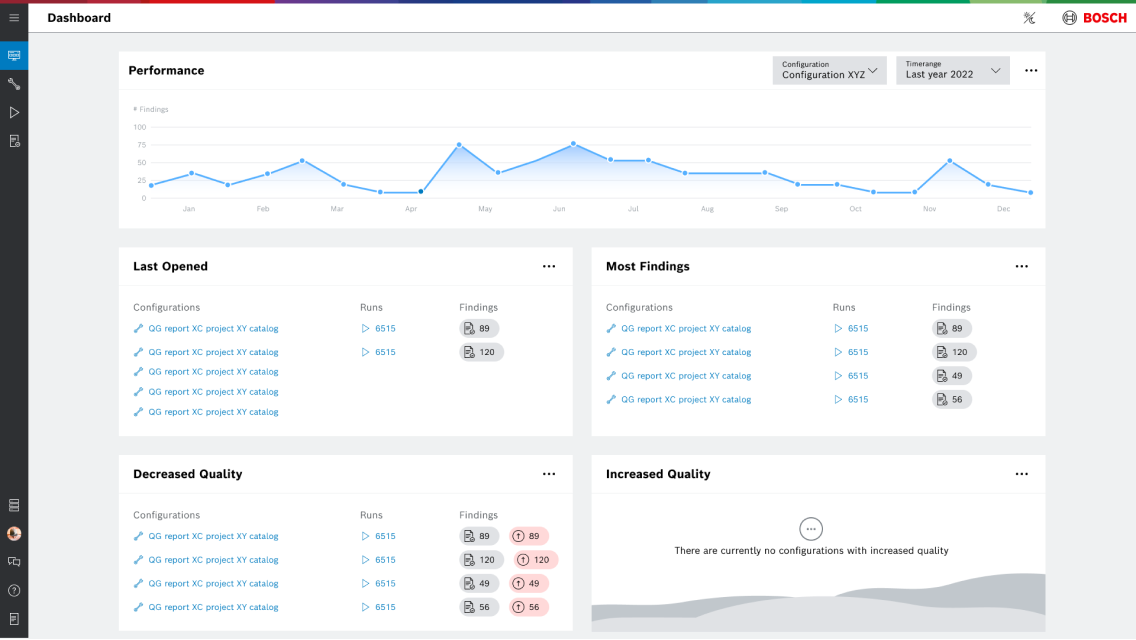 Dashboard
BOSCH
Performance
Configuration
Configuration XYZ
Timerange
Last year 2022
# Findings
100
75
50
25
0
Jan Feb Mar Apr May Jun Jul Aug Sep Oct Nov Dec
Last Opened
Configurations Runs Findings
QG report XC project XY catalog 6515 89
QG report XC project XY catalog 6515 120
QG report XC project XY catalog
QG report XC project XY catalog
QG report XC project XY catalog
Most Findings
Configurations Runs Findings
QG report XC project XY catalog 6515 89
QG report XC project XY catalog 6515 120
QG report XC project XY catalog 6515 49
QG report XC project XY catalog 6515 56
Decreased Quality
Configurations Runs Findings
QG report XC project XY catalog 6515 89 89
QG report XC project XY catalog 6515 120 120
QG report XC project XY catalog 6515 49 49
QG report XC project XY catalog 6515 56 56
Increased Quality
There are currently no configurations with increased quality